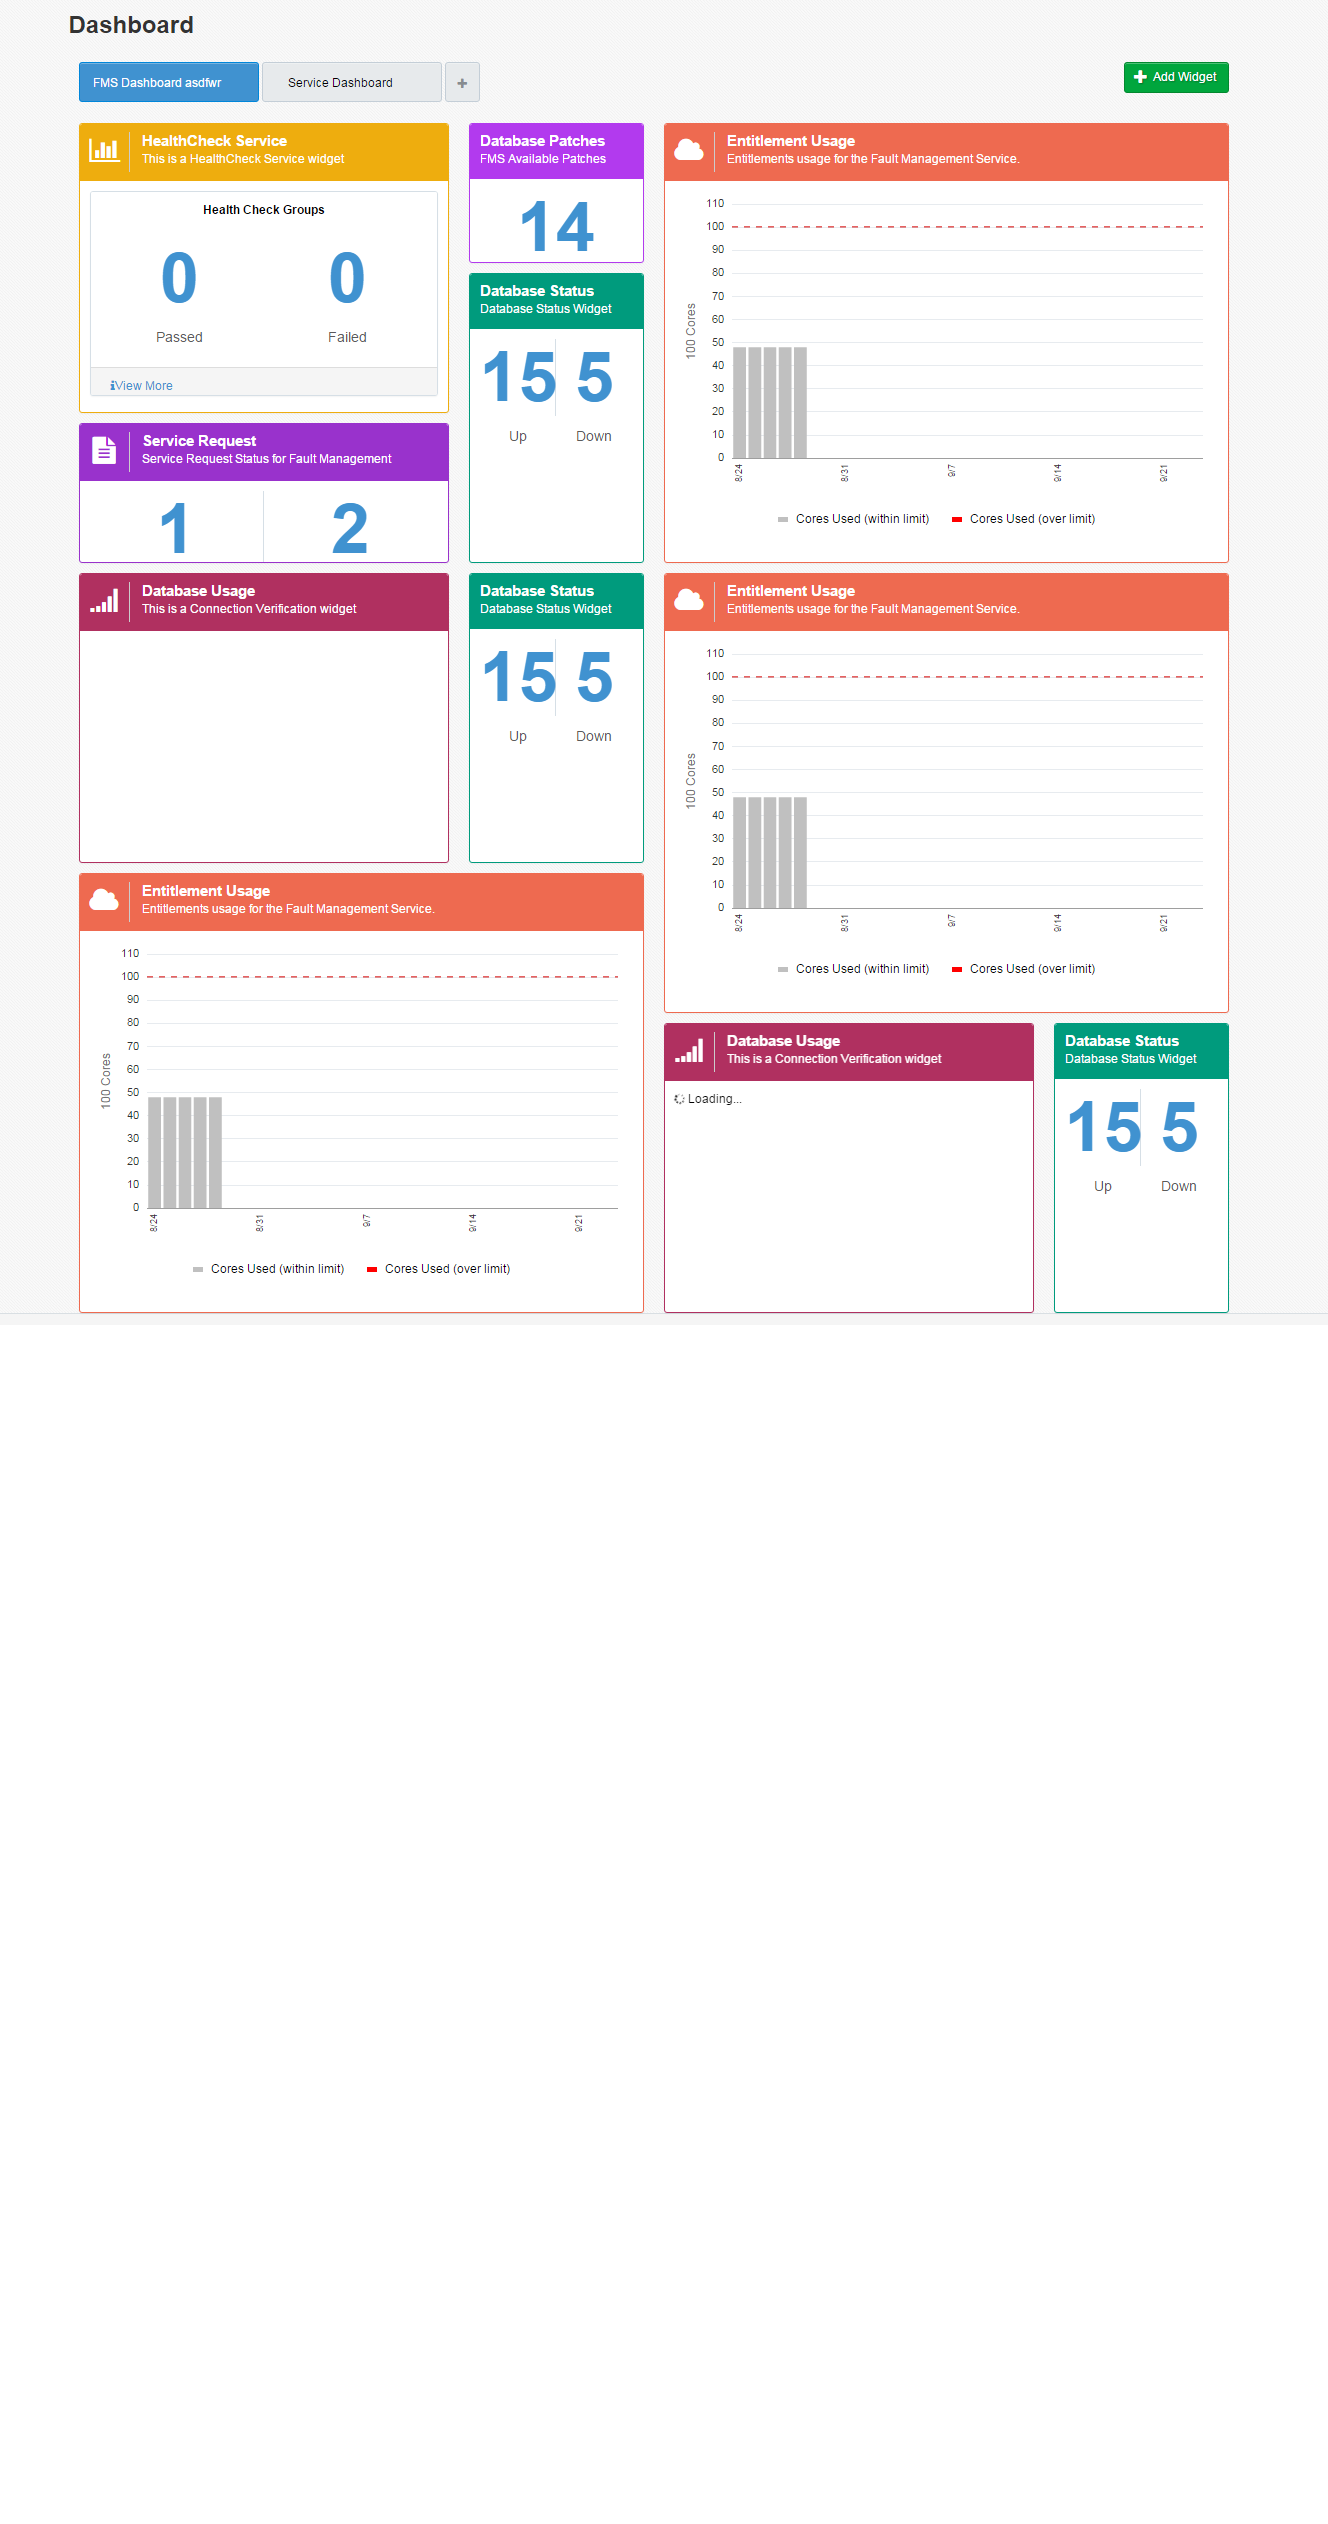 Dashboard
FMS Dashboard asdfwr
Service Dashboard
Add Widget
HealthCheck Service
This is a HealthCheck Service widget
Health Check Groups
0 0
Passed Failed
View More
Database Patches
FMS Available Patches
14
Database Status
Database Status Widget
15 5
Up Down
Entitlement Usage
Entitlements usage for the Fault Management Service.
110
100
90
80
70
60
50
40
30
20
10
0
100 Cores
8/24 8/31 9/7 9/14 9/21
Cores Used (within limit) Cores Used (over limit)
Service Request
Service Request Status for Fault Management
1 2
Database Usage
This is a Connection Verification widget
Database Status
Database Status Widget
15 5
Up Down
Entitlement Usage
Entitlements usage for the Fault Management Service.
110
100
90
80
70
60
50
40
30
20
10
0
100 Cores
8/24 8/31 9/7 9/14 9/21
Cores Used (within limit) Cores Used (over limit)
Entitlement Usage
Entitlements usage for the Fault Management Service.
110
100
90
80
70
60
50
40
30
20
10
0
100 Cores
8/24 8/31 9/7 9/14 9/21
Cores Used (within limit) Cores Used (over limit)
Database Usage
This is a Connection Verification widget
Loading...
Database Status
Database Status Widget
15 5
Up Down